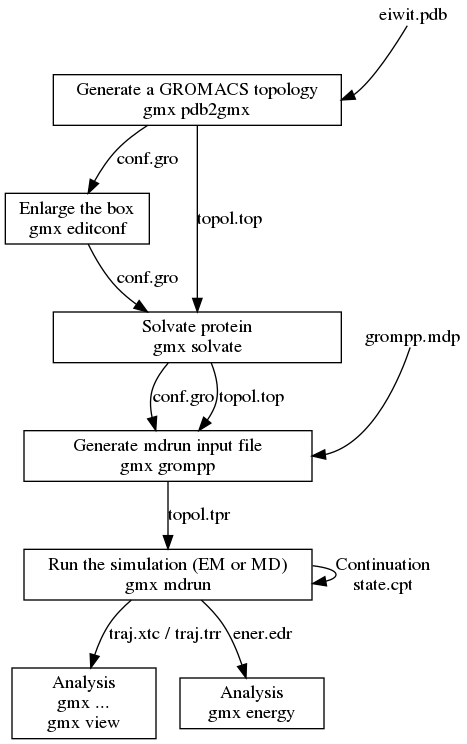 eiwit.pdb
Generate a GROMACS topology
gmx pdb2gmx
conf.gro
Enlarge the box
gmx editconf
topol.top
conf.gro
Solvate protein
gmx solvate
grompp.mdp
conf.gro
topol.top
Generate mdrun input file
gmx grompp
topol.tpr
Run the simulation (EM or MD)
gmx mdrun
Continuation
state.cpt
traj.xtc / traj.trr
ener.edr
Analysis
gmx ...
gmx view
Analysis
gmx energy